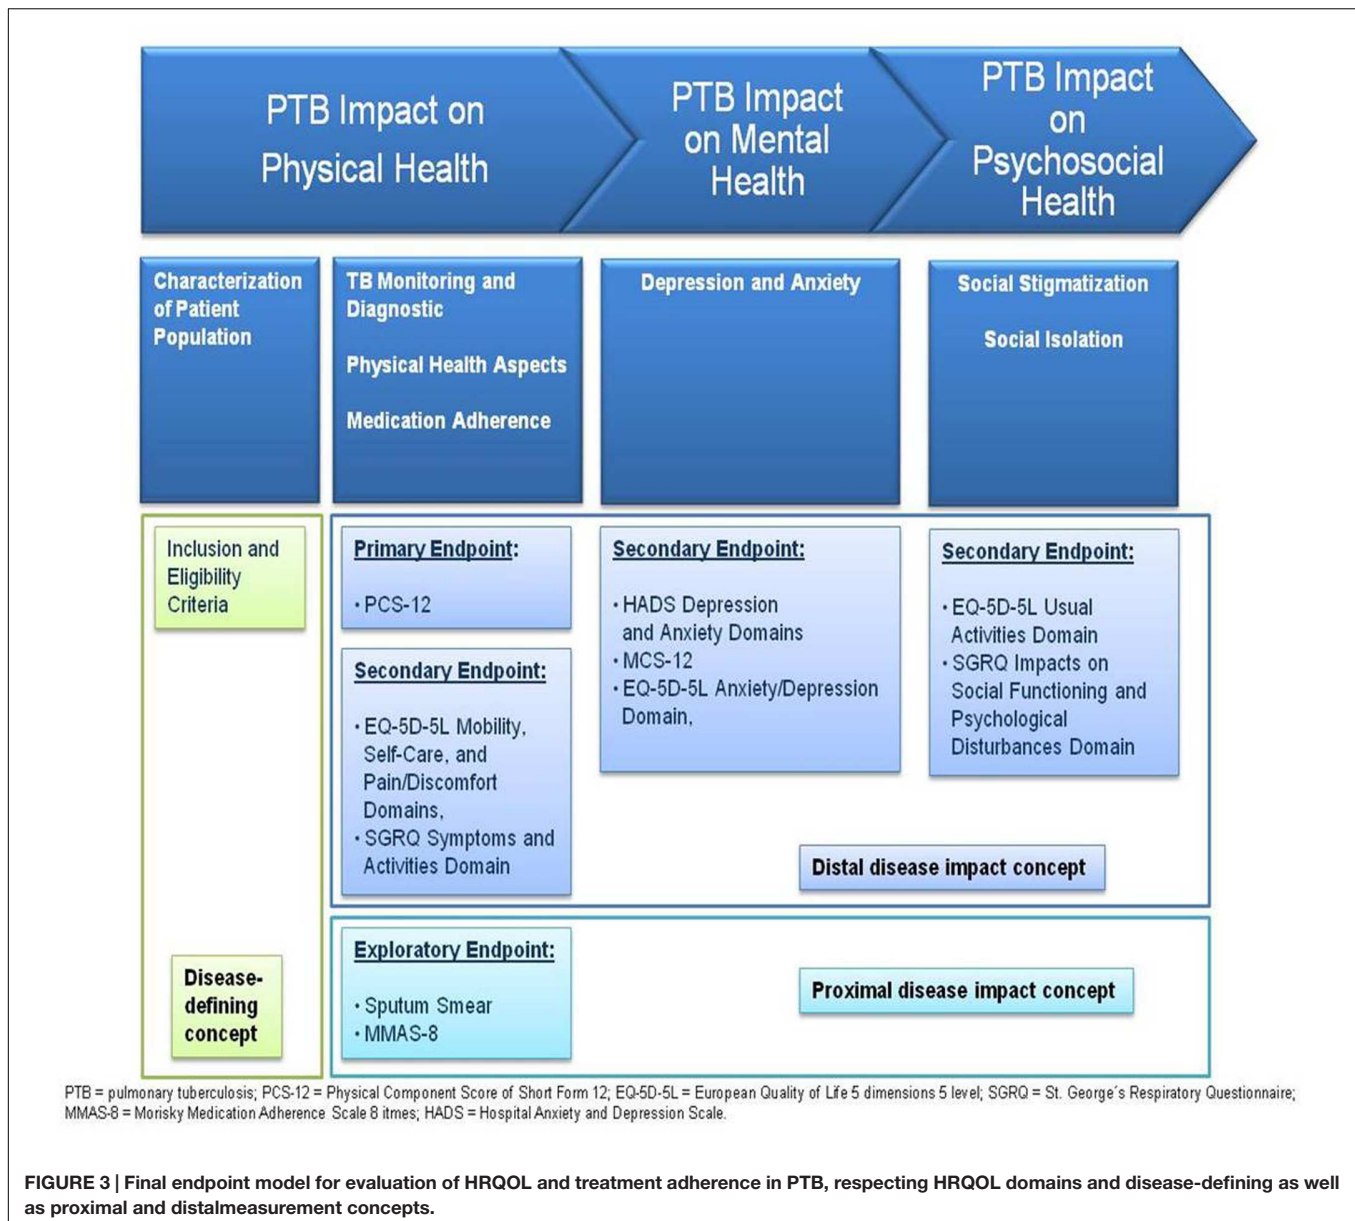 PTB Impact on
Physical Health
PTB Impact
on Mental
Health
PTB Impact
on
Psychosocial
Health
Characterization
of Patient
Population
TB Monitoring and
Diagnostic
Physical Health Aspects
Medication Adherence
Depression and Anxiety
Social Stigmatization
Social Isolation
Inclusion and
Eligibility
Criteria
Disease-
defining
concept
Primary Endpoint:
• PCS-12
Secondary Endpoint:
• EQ-5D-5L Mobility,
Self-Care, and
Pain/Discomfort
Domains,
• SGRQ Symptoms and
Activities Domain
Secondary Endpoint:
• HADS Depression
and Anxiety Domains
• MCS-12
• EQ-5D-5L Anxiety/Depression
Domain,
Secondary Endpoint:
• EQ-5D-5L Usual
Activities Domain
• SGRQ Impacts on
Social Functioning and
Psychological
Disturbances Domain
Distal disease impact concept
Exploratory Endpoint:
• Sputum Smear
• MMAS-8
Proximal disease impact concept
PTB = pulmonary tuberculosis; PCS-12 = Physical Component Score of Short Form 12; EQ-5D-5L = European Quality of Life 5 dimensions 5 level; SGRQ = St. George´s Respiratory Questionnaire;
MMAS-8 = Morisky Medication Adherence Scale 8 itmes; HADS = Hospital Anxiety and Depression Scale.
FIGURE 3 | Final endpoint model for evaluation of HRQOL and treatment adherence in PTB, respecting HRQOL domains and disease-defining as well
as proximal and distalmeasurement concepts.